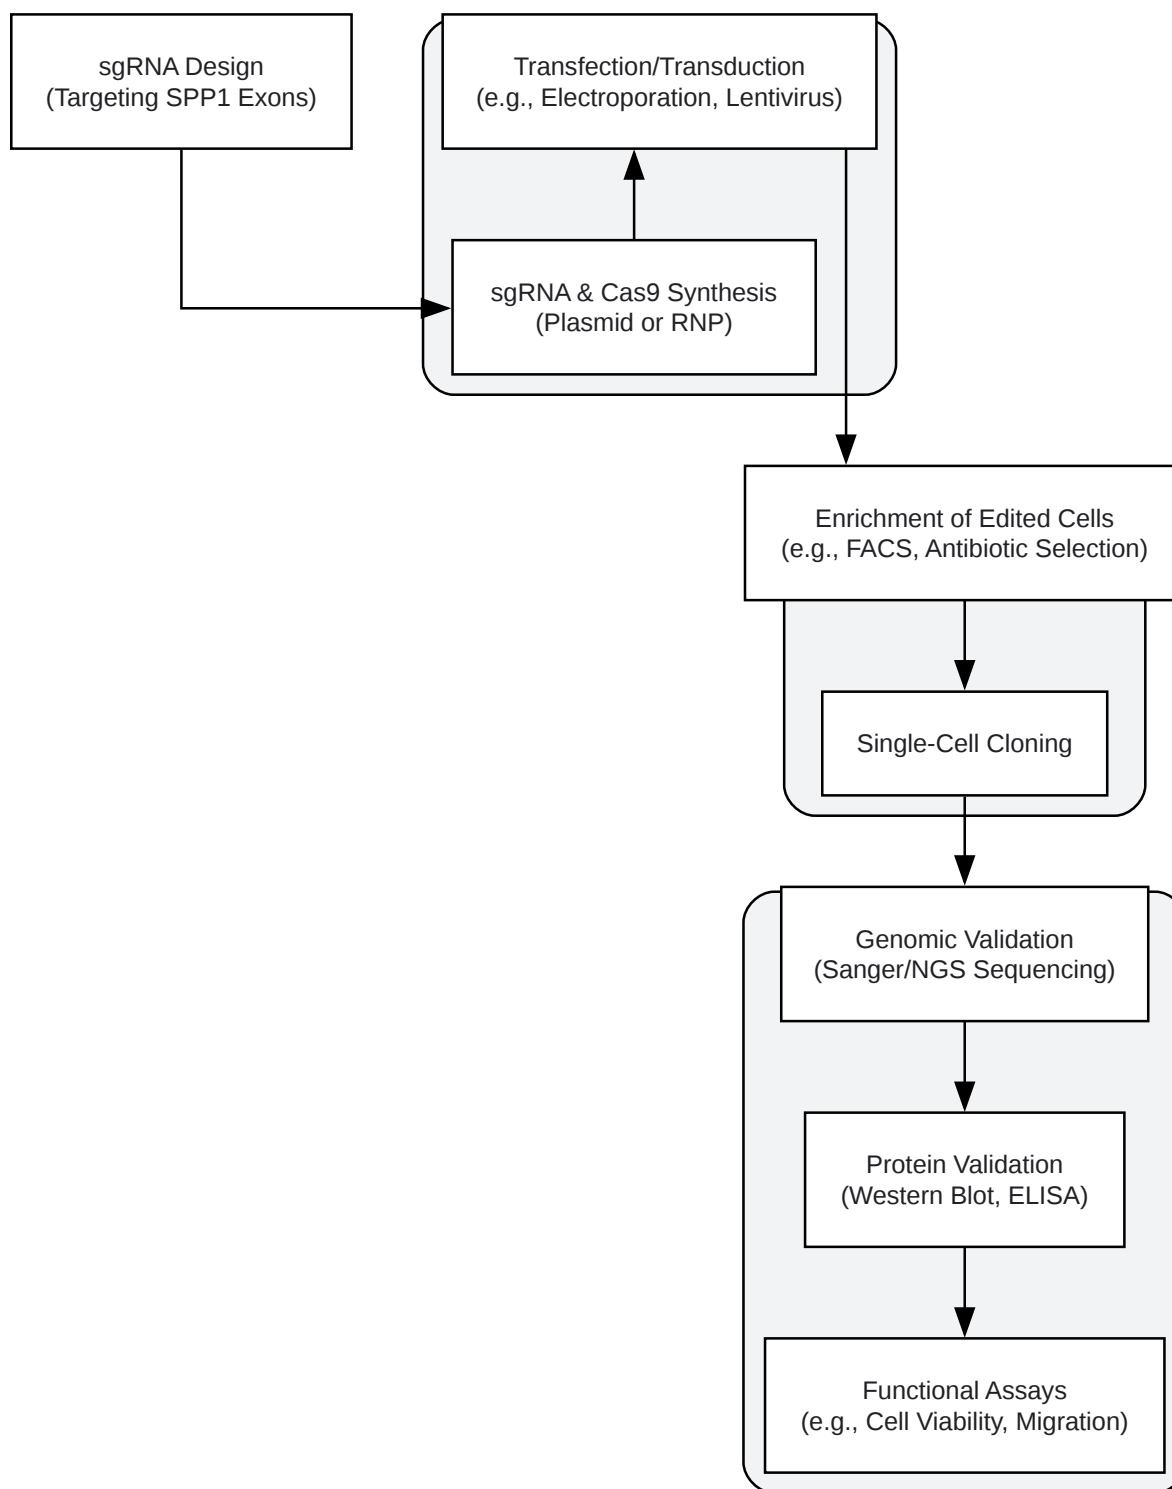 sgRNA Design
(Targeting SPP1 Exons)
Transfection/Transduction
(e.g., Electroporation, Lentivirus)
sgRNA & Cas9 Synthesis
(Plasmid or RNP)
Enrichment of Edited Cells
(e.g., FACS, Antibiotic Selection)
Single-Cell Cloning
Genomic Validation
(Sanger/NGS Sequencing)
Protein Validation
(Western Blot, ELISA)
Functional Assays
(e.g., Cell Viability, Migration)